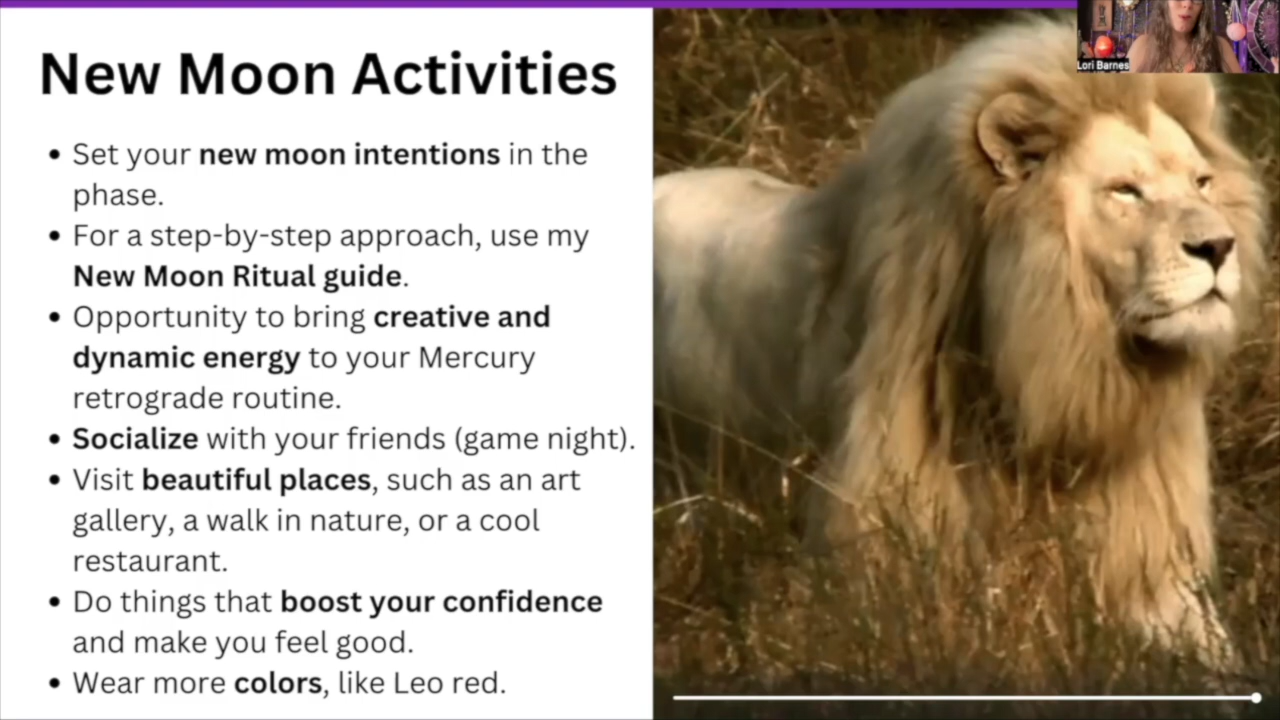 Lori Barnes
New Moon Activities
• Set your new moon intentions in the
phase.
• For a step-by-step approach, use my
New Moon Ritual guide.
• Opportunity to bring creative and
dynamic energy to your Mercury
retrograde routine.
• Socialize with your friends (game night).
• Visit beautiful places, such as an art
gallery, a walk in nature, or a cool
restaurant.
• Do things that boost your confidence
and make you feel good.
• Wear more colors, like Leo red.